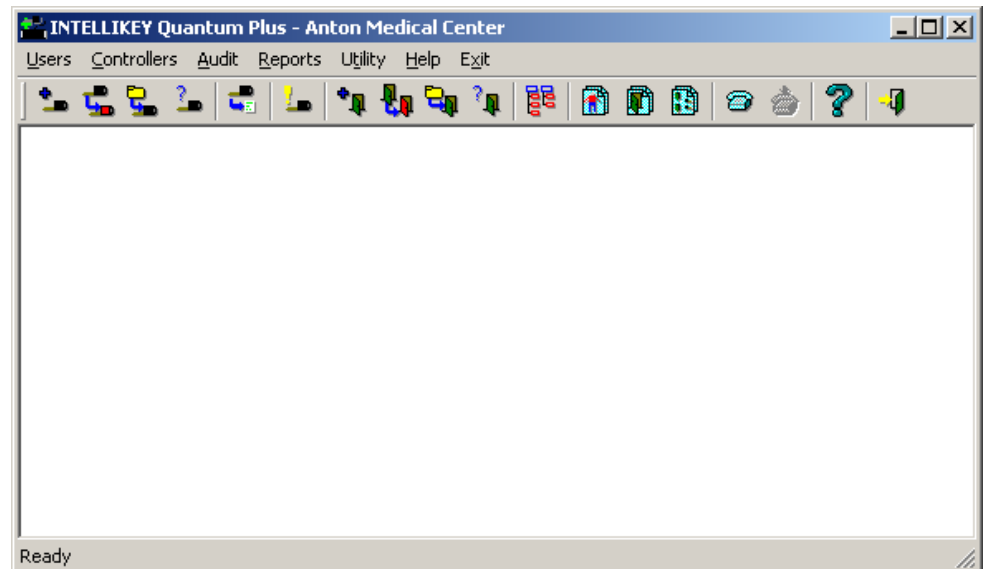 INTELLIKEY Quantum Plus - Anton Medical Center
Users Controllers Audit Reports Utility Help Exit
Ready